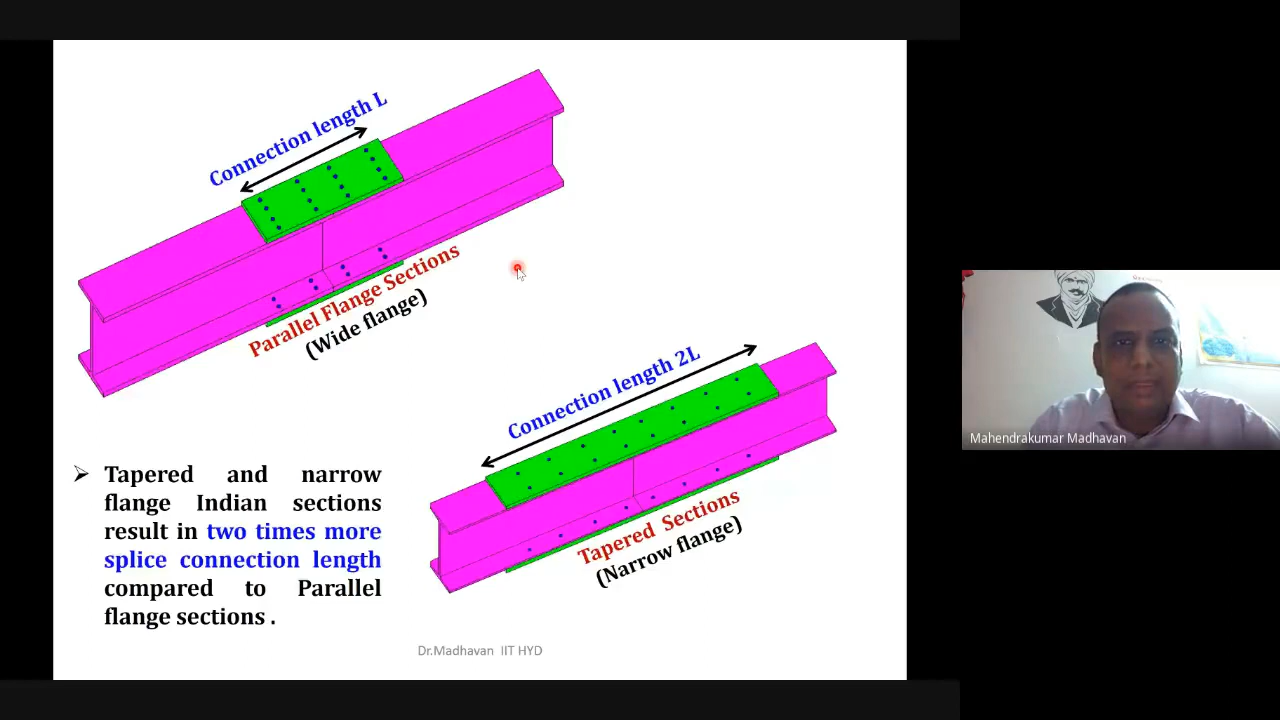 Connection length L
Parallel Flange Sections
(Wide flange)
Connection length 2L
Tapered Sections
(Narrow flange)
➢ Tapered and narrow
flange Indian sections
result in two times more
splice connection length
compared to Parallel
flange sections .
Dr.Madhavan IIT HYD
Mahendrakumar Madhavan